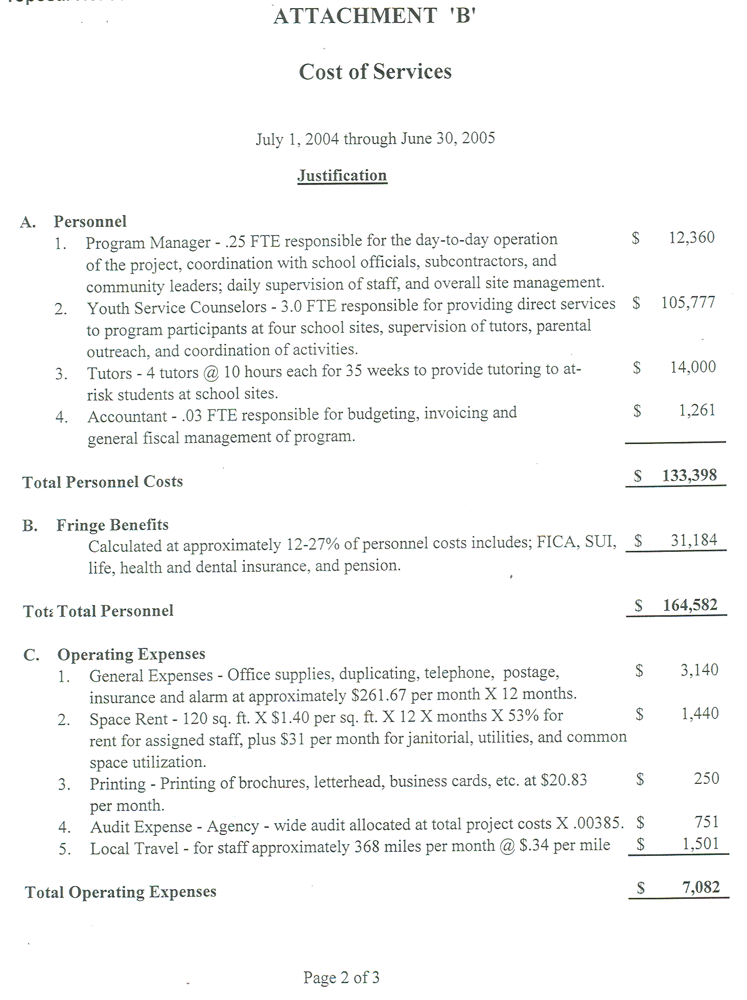 ATTACHMENT 'B'
Cost of Services
July 1, 2004 through June 30, 2005
Justification
A. Personnel
1. Program Manager - .25 FTE responsible for the day-to-day operation $ 12,360
of the project, coordination with school officials, subcontractors, and
community leaders; daily supervision of staff, and overall site management.
2. Youth Service Counselors - 3.0 FTE responsible for providing direct services $ 105,777
to program participants at four school sites, supervision of tutors, parental
outreach, and coordination of activities.
3. Tutors - 4 tutors @ 10 hours each for 35 weeks to provide tutoring to at- $ 14,000
risk students at school sites.
4. Accountant - .03 FTE responsible for budgeting, invoicing and $ 1,261
general fiscal management of program.
Total Personnel Costs $ 133,398
B. Fringe Benefits
Calculated at approximately 12-27% of personnel costs includes; FICA, SUI, $ 31,184
life, health and dental insurance, and pension.
Tota Total Personnel $ 164,582
C. Operating Expenses
1. General Expenses - Office supplies, duplicating, telephone, postage, $ 3,140
insurance and alarm at approximately $261.67 per month X 12 months.
2. Space Rent - 120 sq. ft. X $1.40 per sq. ft. X 12 X months X 53% for $ 1,440
rent for assigned staff, plus $31 per month for janitorial, utilities, and common
space utilization.
3. Printing - Printing of brochures, letterhead, business cards, etc. at $20.83 $ 250
per month.
4. Audit Expense - Agency - wide audit allocated at total project costs X .00385. $ 751
5. Local Travel - for staff approximately 368 miles per month @ $.34 per mile $ 1,501
Total Operating Expenses $ 7,082
Page 2 of 3